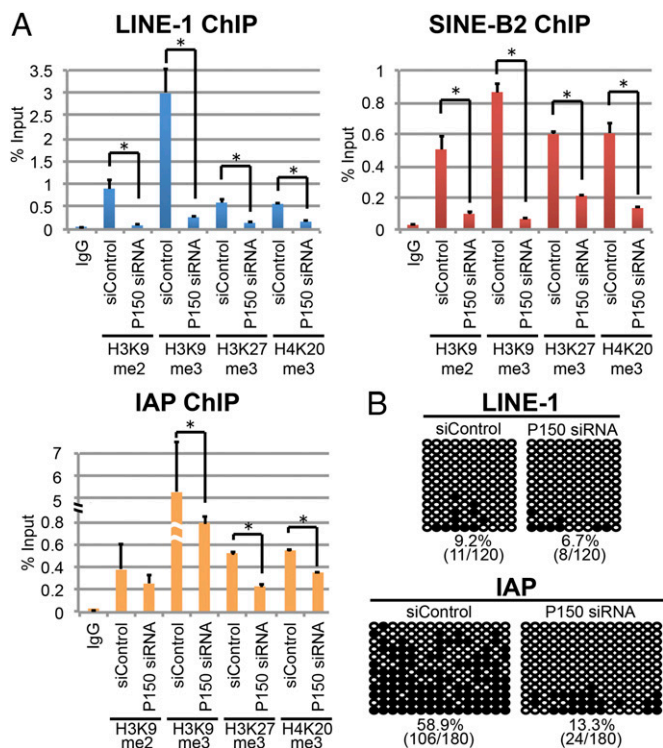 A
LINE-1 ChIP
% Input
3.5
3
2.5
2
1.5
1
0.5
0
*
*
*
*
IgG
siControl
P150 siRNA
siControl
P150 siRNA
siControl
P150 siRNA
siControl
P150 siRNA
H3K9 me2
H3K9 me3
H3K27 me3
H4K20 me3
SINE-B2 ChIP
% Input
1
0.8
0.6
0.4
0.2
0
*
*
*
*
IgG
siControl
P150 siRNA
siControl
P150 siRNA
siControl
P150 siRNA
siControl
P150 siRNA
H3K9 me2
H3K9 me3
H3K27 me3
H4K20 me3
IAP ChIP
% Input
7
6
5
0.8
0.6
0.4
0.2
0
*
*
*
IgG
siControl
P150 siRNA
siControl
P150 siRNA
siControl
P150 siRNA
siControl
P150 siRNA
H3K9 me2
H3K9 me3
H3K27 me3
H4K20 me3
B
LINE-1
siControl
P150 siRNA
9.2%
(11/120)
6.7%
(8/120)
IAP
siControl
P150 siRNA
58.9%
(106/180)
13.3%
(24/180)